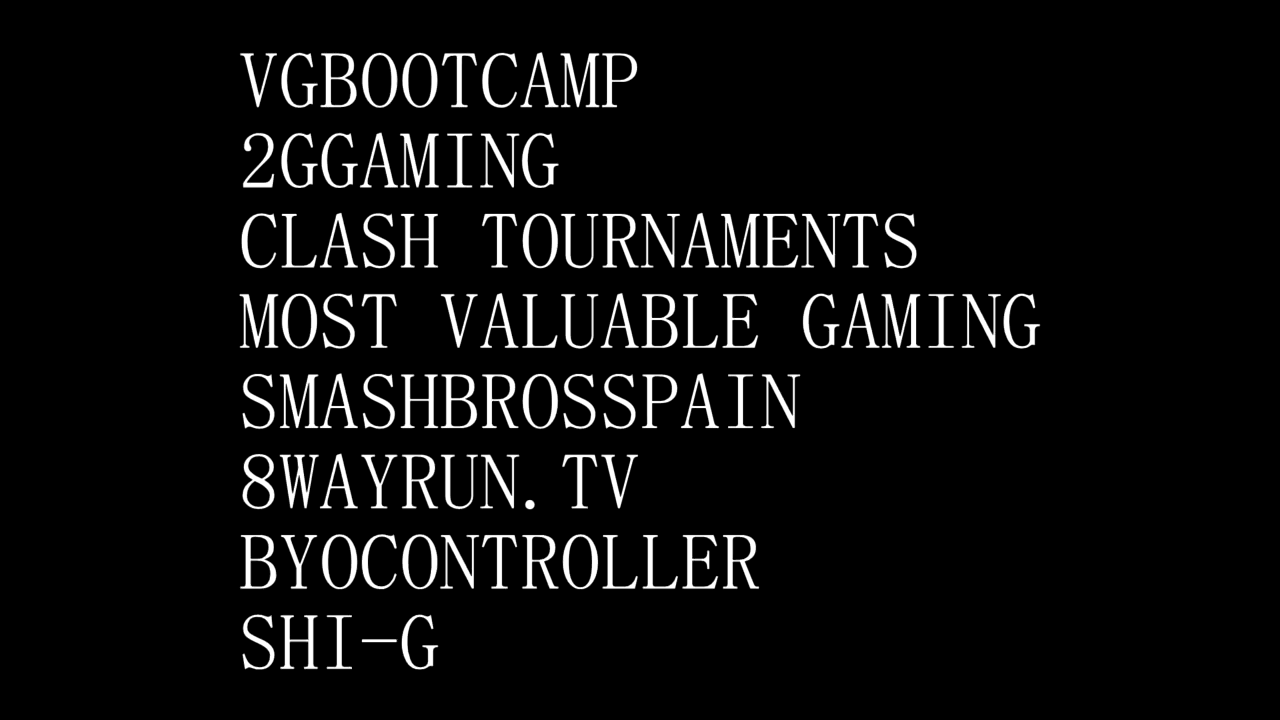 VGBOOTCAMP
2GGAMING
CLASH TOURNAMENTS
MOST VALUABLE GAMING
SMASHBROSSPAIN
8WAYRUN.TV
BYOCONTROLLER
SHI-G